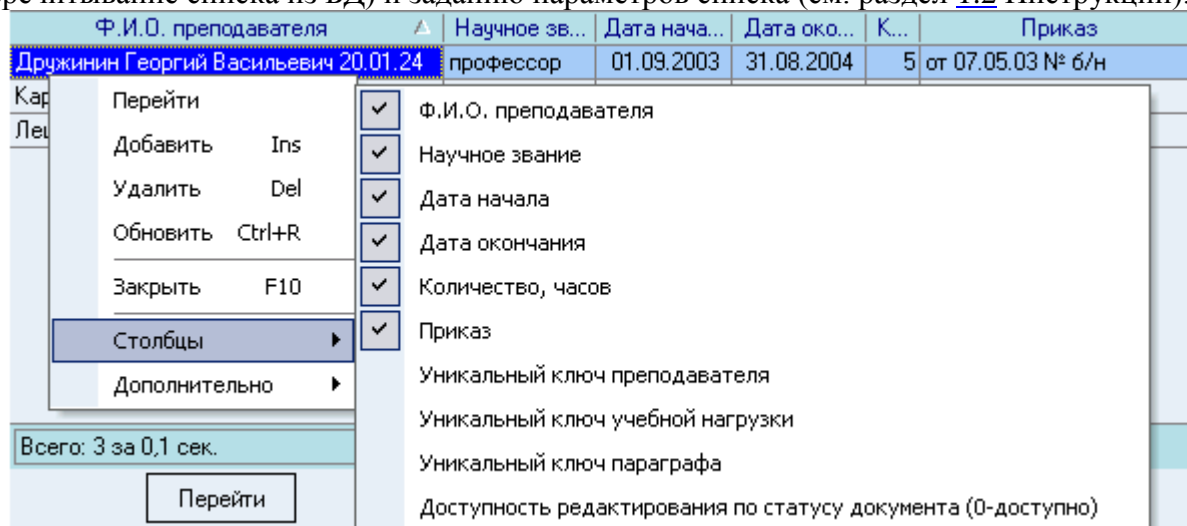 речитывание списка из БД) и заданию параметров списка (см. раздел 1.2 Инструкции).
Ф.И.О. преподавателя Научное зв... Дата нача... Дата око... К... Приказ
Дружинин Георгий Васильевич 20.01.24 профессор 01.09.2003 31.08.2004 5 от 07.05.03 № б/н
Кар
Леш
Перейти
Добавить Ins
Удалить Del
Обновить Ctrl+R
Закрыть F10
Столбцы
Дополнительно
Ф.И.О. преподавателя
Научное звание
Дата начала
Дата окончания
Количество, часов
Приказ
Уникальный ключ преподавателя
Уникальный ключ учебной нагрузки
Уникальный ключ параграфа
Доступность редактирования по статусу документа (0-доступно)
Всего: 3 за 0,1 сек.
Перейти